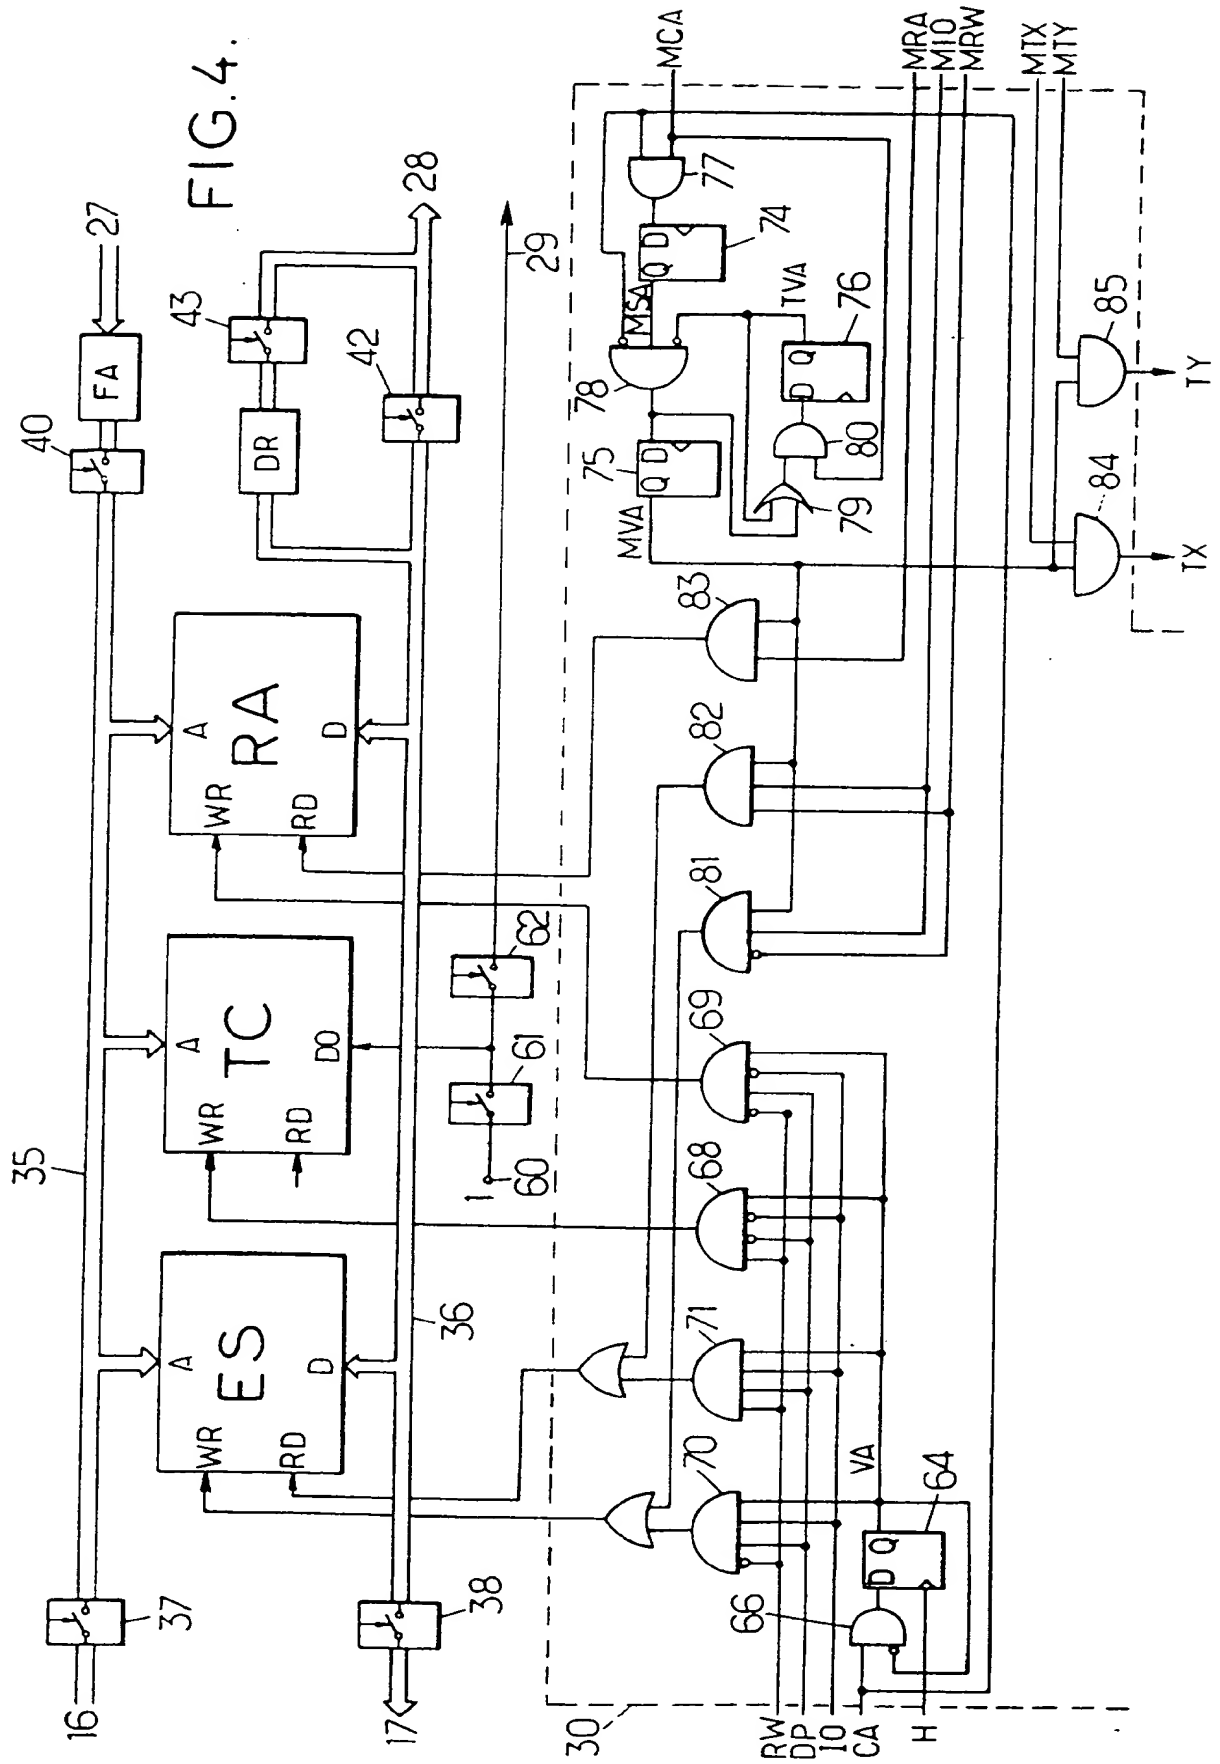 FIG. 4.
16
37
35
40
FA
27
ES
A
WR
RD
D
TC
A
WR
RD
D0
RA
A
WR
RD
D
DR
43
42
28
17
38
36
1
60
61
62
29
30
RW
DP
IO
CA
H
66
D
Q
64
VA
70
71
68
69
81
82
83
MVA
75
Q
D
78
MSA
Q
D
74
77
79
80
D
Q
76
TVA
84
85
TX
TY
MCA
MRA
MIO
MRW
MTX
MTY